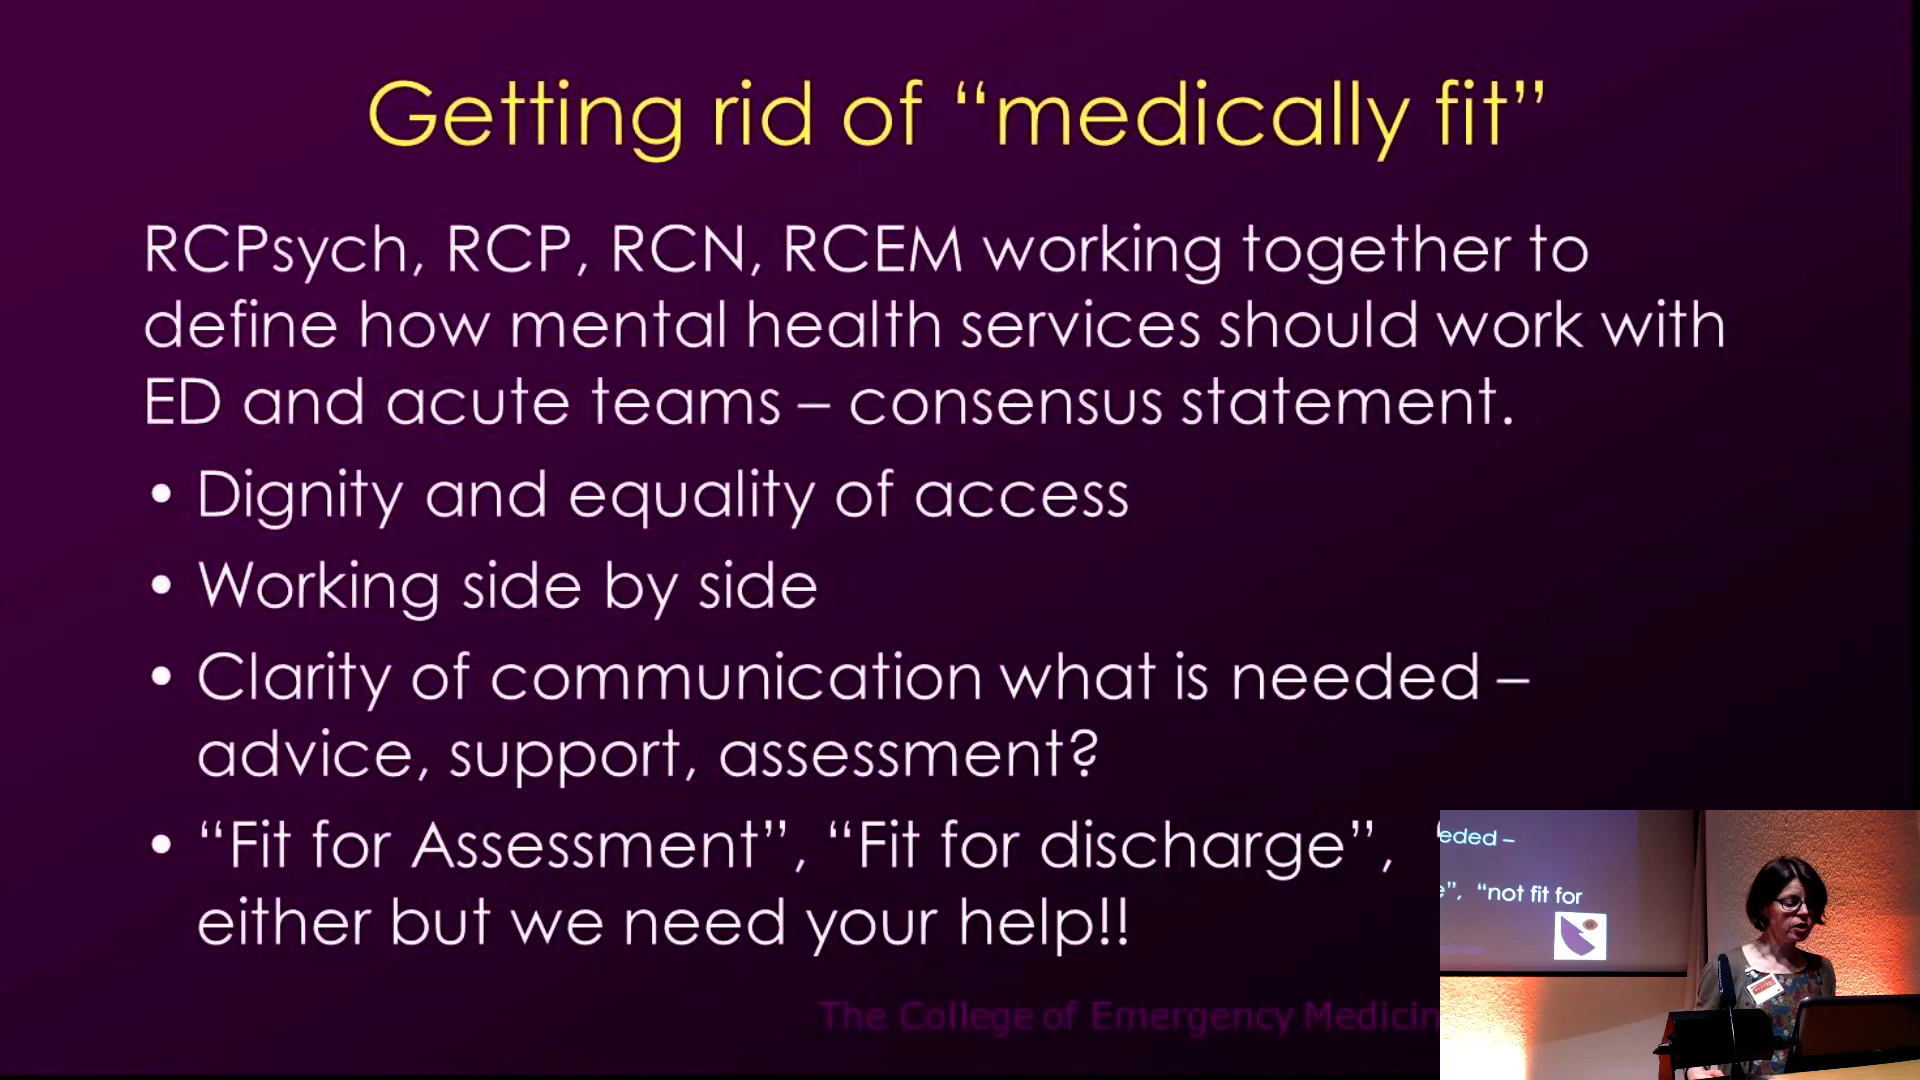 Getting rid of “medically fit”
RCPsych, RCP, RCN, RCEM working together to
define how mental health services should work with
ED and acute teams – consensus statement.
• Dignity and equality of access
• Working side by side
• Clarity of communication what is needed –
advice, support, assessment?
• “Fit for Assessment”, “Fit for discharge”,
either but we need your help!!
The College of Emergency
eded –
”, “not fit for